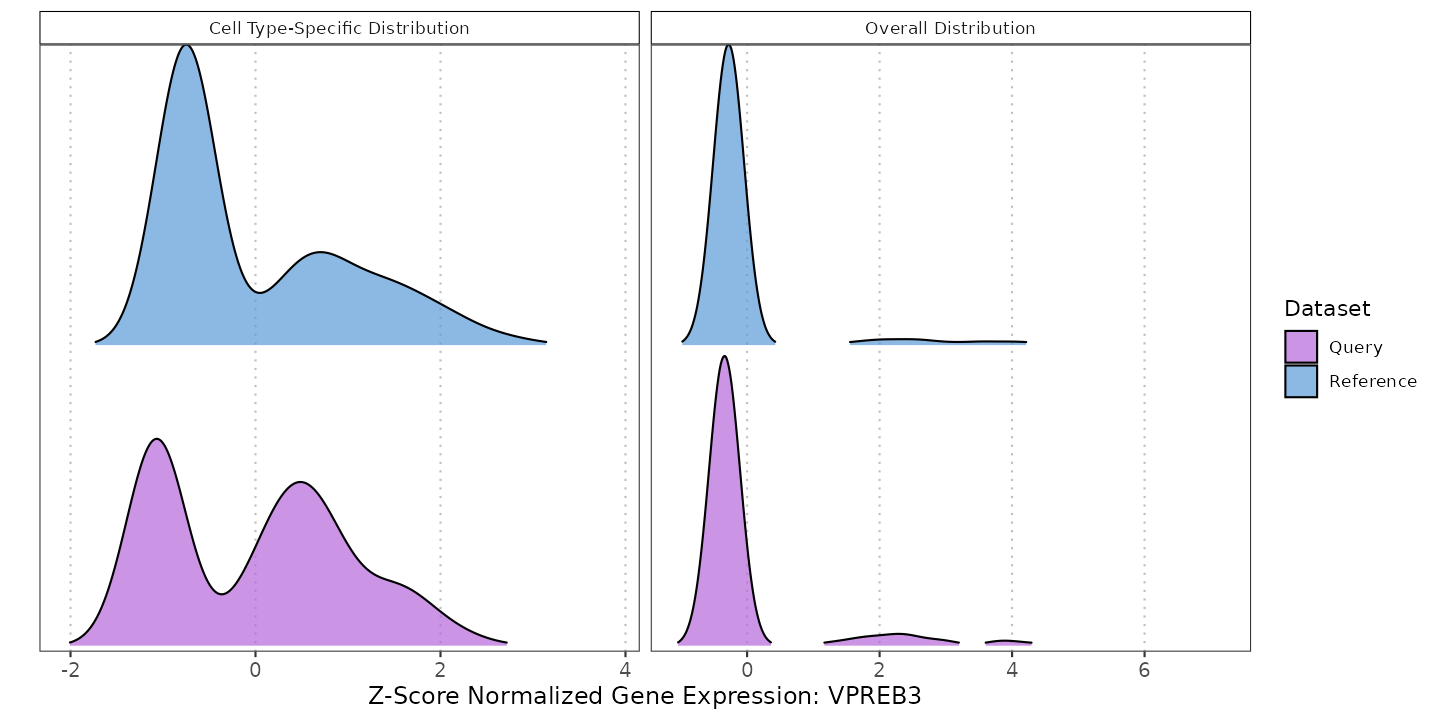 Cell Type-Specific Distribution
Overall Distribution
Dataset
Query
Reference
-2 0 2 4
0 2 4 6
Z-Score Normalized Gene Expression: VPREB3